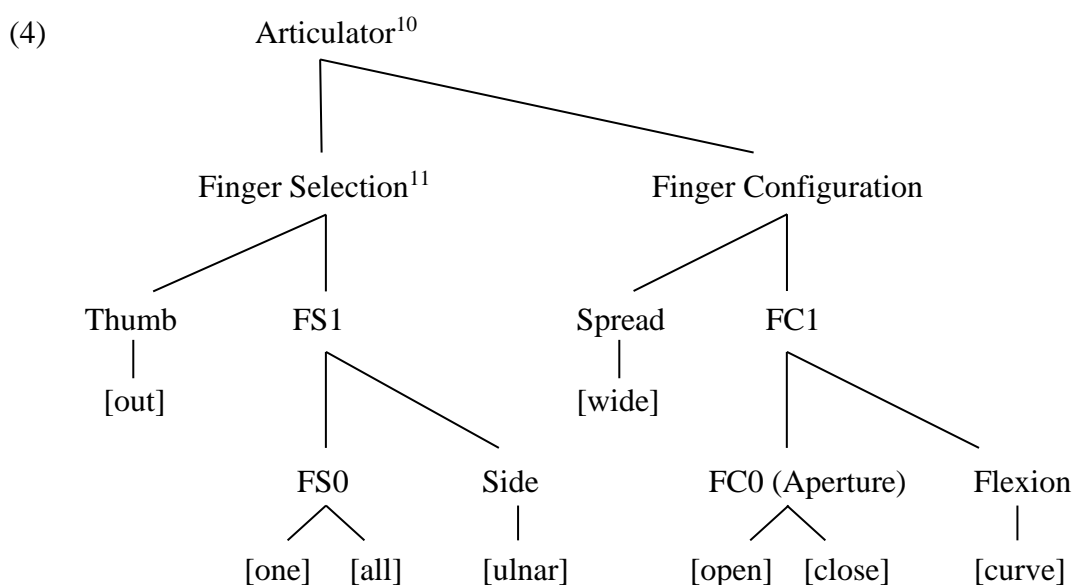 (4) Articulator10
Finger Selection11 Finger Configuration
Thumb FS1 Spread FC1
[out] [wide]
FS0 Side FC0 (Aperture) Flexion
[one] [all] [ulnar] [open] [close] [curve]